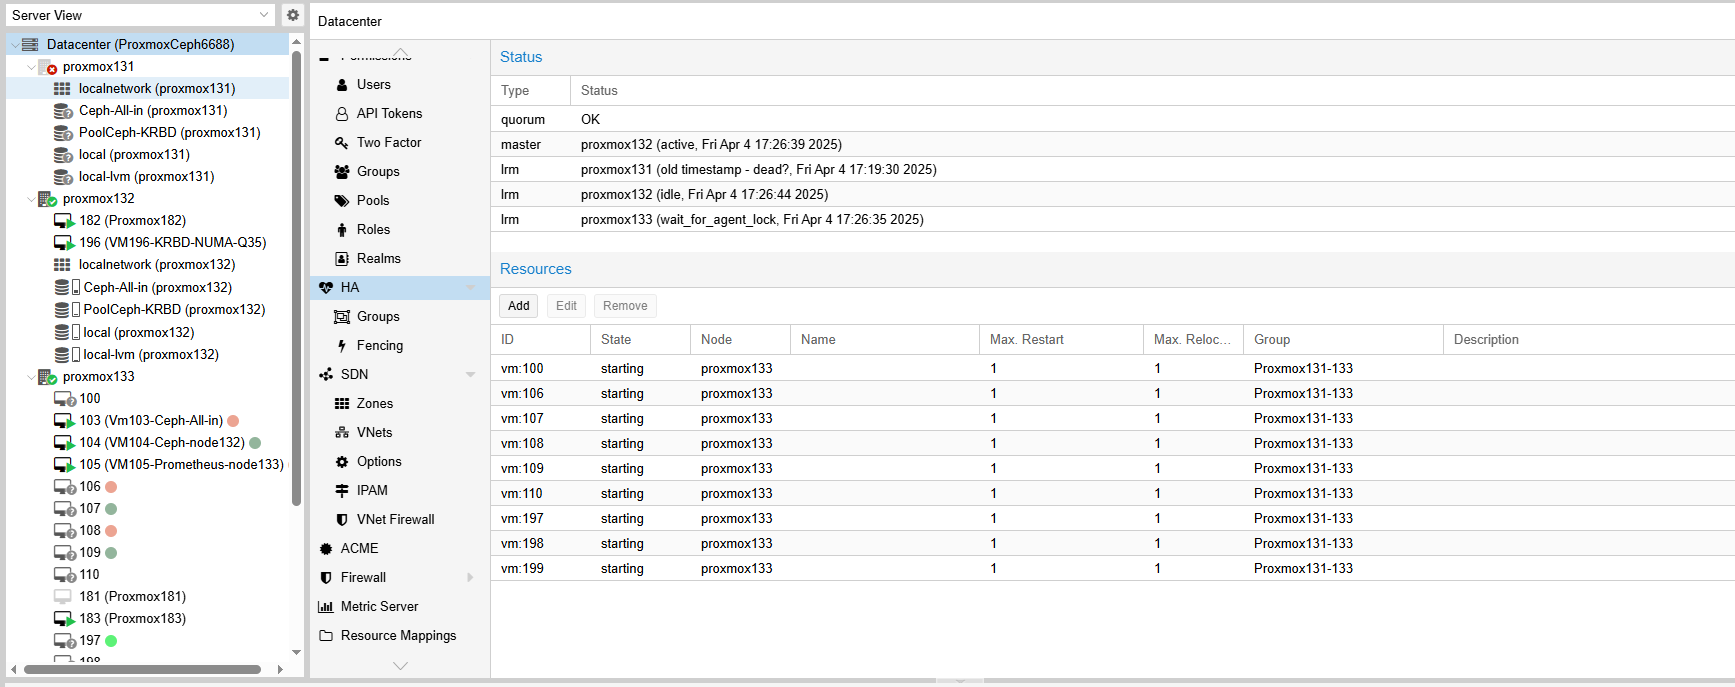 Server View
Datacenter (ProxmoxCeph6688)
proxmox131
localnetwork (proxmox131)
Ceph-All-in (proxmox131)
PoolCeph-KRBD (proxmox131)
local (proxmox131)
local-lvm (proxmox131)
proxmox132
182 (Proxmox182)
196 (VM196-KRBD-NUMA-Q35)
localnetwork (proxmox132)
Ceph-All-in (proxmox132)
PoolCeph-KRBD (proxmox132)
local (proxmox132)
local-lvm (proxmox132)
proxmox133
100
103 (Vm103-Ceph-All-in)
104 (VM104-Ceph-node132)
105 (VM105-Prometheus-node133)
106
107
108
109
110
181 (Proxmox181)
183 (Proxmox183)
197
198
Datacenter
Permissions
Users
API Tokens
Two Factor
Groups
Pools
Roles
Realms
HA
Groups
Fencing
SDN
Zones
VNets
Options
IPAM
VNet Firewall
ACME
Firewall
Metric Server
Resource Mappings
Status
Type Status
quorum OK
master proxmox132 (active, Fri Apr 4 17:26:39 2025)
lrm proxmox131 (old timestamp - dead?, Fri Apr 4 17:19:30 2025)
lrm proxmox132 (idle, Fri Apr 4 17:26:44 2025)
lrm proxmox133 (wait_for_agent_lock, Fri Apr 4 17:26:35 2025)
Resources
Add Edit Remove
ID State Node Name Max. Restart Max. Reloc... Group Description
vm:100 starting proxmox133 1 1 Proxmox131-133
vm:106 starting proxmox133 1 1 Proxmox131-133
vm:107 starting proxmox133 1 1 Proxmox131-133
vm:108 starting proxmox133 1 1 Proxmox131-133
vm:109 starting proxmox133 1 1 Proxmox131-133
vm:110 starting proxmox133 1 1 Proxmox131-133
vm:197 starting proxmox133 1 1 Proxmox131-133
vm:198 starting proxmox133 1 1 Proxmox131-133
vm:199 starting proxmox133 1 1 Proxmox131-133